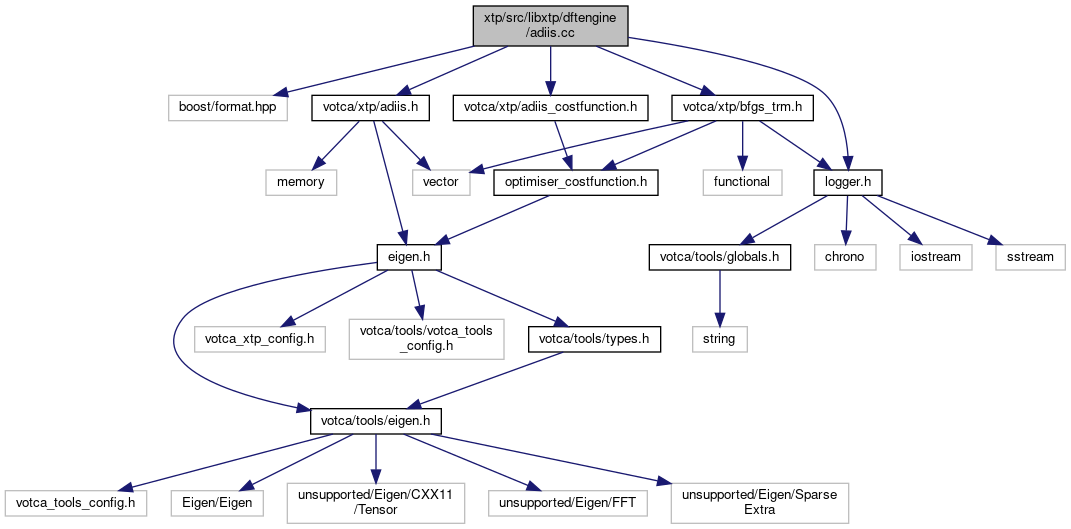 xtp/src/libxtp/dftengine
/adiis.cc
boost/format.hpp
votca/xtp/adiis.h
votca/xtp/adiis_costfunction.h
votca/xtp/bfgs_trm.h
memory
vector
optimiser_costfunction.h
functional
logger.h
eigen.h
votca/tools/globals.h
chrono
iostream
sstream
votca_xtp_config.h
votca/tools/votca_tools
_config.h
votca/tools/types.h
string
votca/tools/eigen.h
votca_tools_config.h
Eigen/Eigen
unsupported/Eigen/CXX11
/Tensor
unsupported/Eigen/FFT
unsupported/Eigen/Sparse
Extra